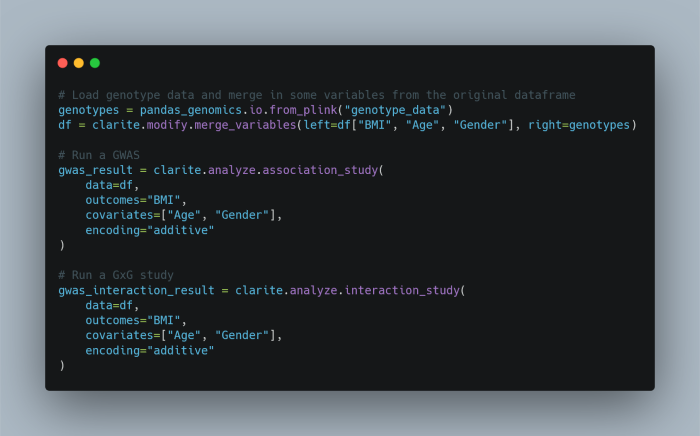 # Load genotype data and merge in some variables from the original dataframe
genotypes = pandas_genomics.io.from_plink("genotype_data")
df = clarite.modify.merge_variables(left=df["BMI", "Age", "Gender"], right=genotypes)
# Run a GWAS
gwas_result = clarite.analyze.association_study(
    data=df,
    outcomes="BMI",
    covariates=["Age", "Gender"],
    encoding="additive"
)
# Run a GxG study
gwas_interaction_result = clarite.analyze.interaction_study(
    data=df,
    outcomes="BMI",
    covariates=["Age", "Gender"],
    encoding="additive"
)